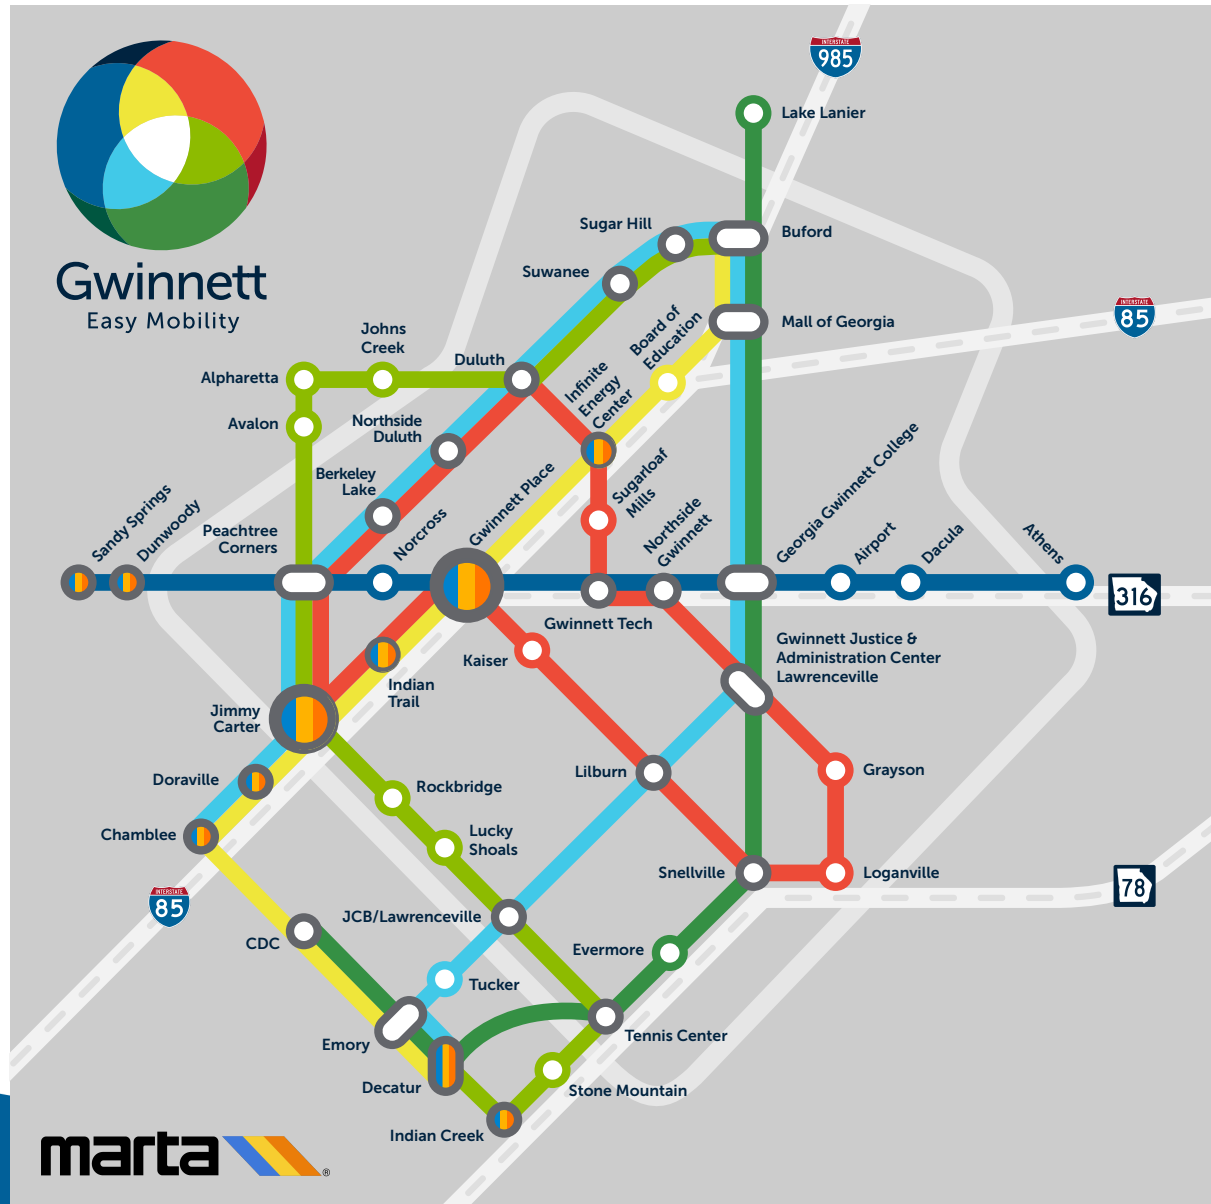 INTERSTATE
985
Lake Lanier
Gwinnett
Easy Mobility
Sugar Hill
Buford
Suwanee
INTERSTATE
85
Mall of Georgia
Board of
Education
Johns
Creek
Duluth
Alpharetta
Infinite
Energy
Center
Avalon
Northside
Duluth
Berkeley
Lake
Sandy Springs
Dunwoody
Peachtree
Corners
Norcross
Gwinnett Place
Sugarloaf
Mills
Northside
Gwinnett
Georgia Gwinnett College
Airport
Dacula
Athens
316
Gwinnett Tech
Kaiser
Gwinnett Justice &
Administration Center
Lawrenceville
Indian
Trail
Jimmy
Carter
Doraville
Rockbridge
Lilburn
Grayson
Chamblee
Lucky
Shoals
Snellville
Loganville
78
INTERSTATE
85
JCB/Lawrenceville
CDC
Evermore
Tucker
Emory
Tennis Center
Decatur
Stone Mountain
Indian Creek
marta
®